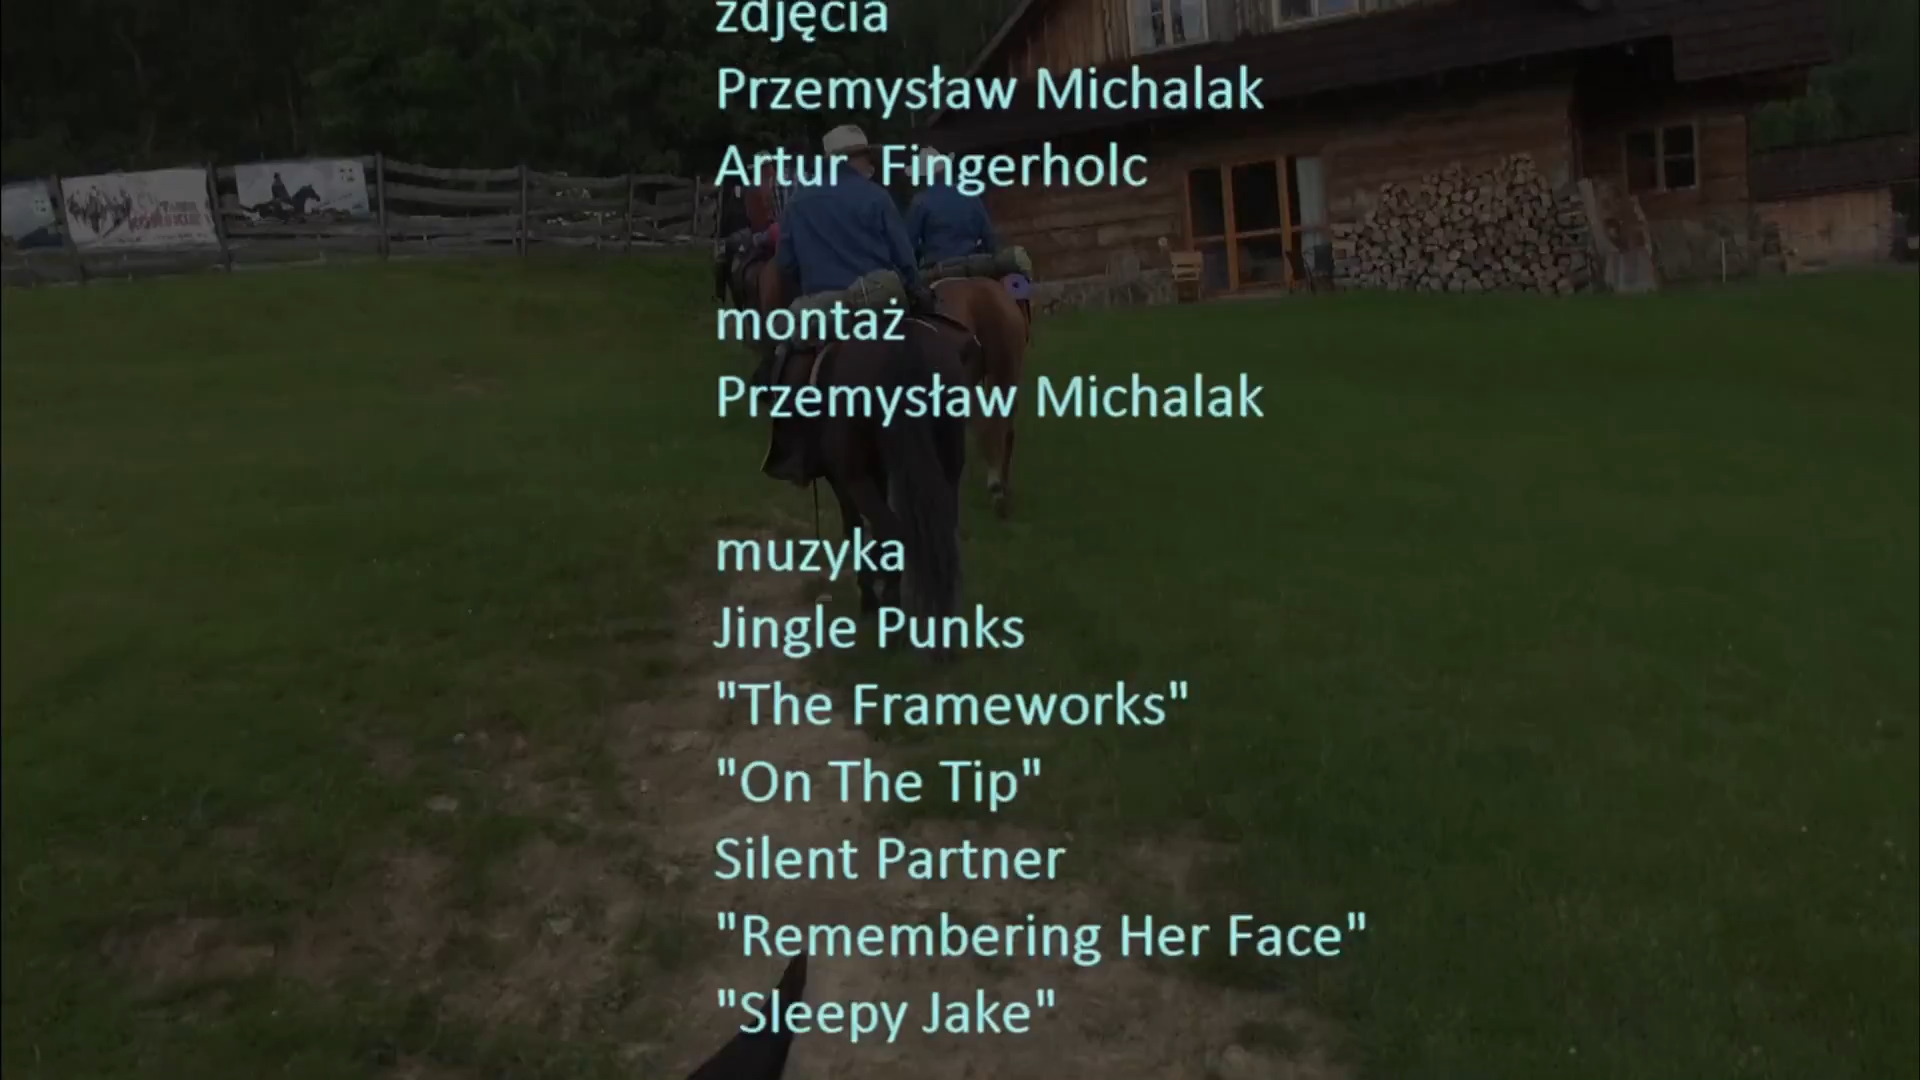 zdjęcia
Przemysław Michalak
Artur Fingerholc
montaż
Przemysław Michalak
muzyka
Jingle Punks
"The Frameworks"
"On The Tip"
Silent Partner
"Remembering Her Face"
"Sleepy Jake"